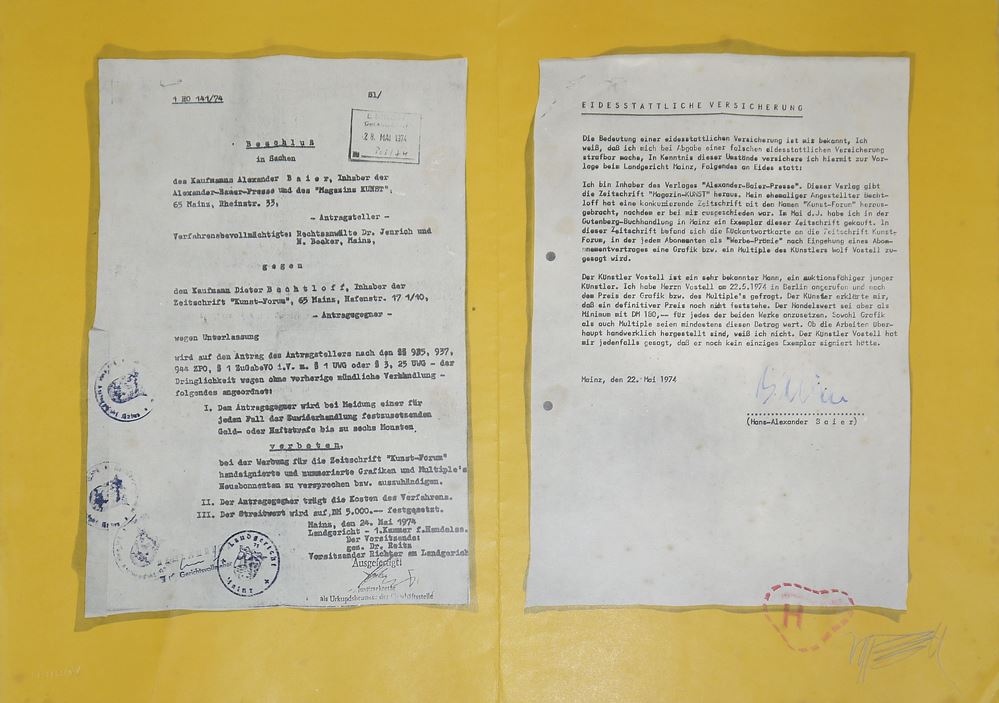 1 HO 141/74
81/
28. MAI 1974
B e s c h l u ß
in Sachen
des Kaufmanns Alexander B a i e r, Inhaber der
Alexander-Baier-Presse und des "Magazins KUNST",
65 Mainz, Rheinstr. 33,
- Antragsteller -
Verfahrensbevollmächtigte: Rechtsanwälte Dr. Jenrich und
M. Becker, Mainz,
g e g e n
den Kaufmann Dieter B e c h t l o f f, Inhaber der
Zeitschrift "Kunst-Forum", 65 Mainz, Hafenstr. 17 1/10,
- Antragsgegner -
wegen Unterlassung
wird auf den Antrag des Antragstellers nach den §§ 935, 937,
944 ZPO, § 1 ZuGabeVO i.V. m. § 1 UWG oder § 3, 25 UWG - der
Dringlichkeit wegen ohne vorherige mündliche Verhandlung -
folgendes angeordnet:
I. Dem Antragsgegner wird bei Meidung einer für
jeden Fall der Zuwiderhandlung festzusetzenden
Geld- oder Haftstrafe bis zu sechs Monaten
v e r b o t e n,
bei der Werbung für die Zeitschrift "Kunst-Forum"
handsignierte und nummerierte Grafiken und Multiple's
Neuabonnenten zu versprechen bzw. auszuhändigen.
II. Der Antragsgegner trägt die Kosten des Verfahrens.
III. Der Streitwert wird auf DM 5.000.-- festgesetzt.
Mainz, den 24. Mai 1974
Landgericht - 1.Kammer f.Handelss.
Der Vorsitzende:
gez. Dr. Reitz
Vorsitzender Richter am Landgerich
Ausgefertigt
als Urkundsbeamter der Geschäftsstelle
Landgericht
Mainz
EIDESSTATTLICHE VERSICHERUNG
Die Bedeutung einer eidesstattlichen Versicherung ist mir bekannt, Ich
weiß, daß ich mich bei Abgabe einer falschen eidesstattlichen Versicherung
strafbar mache, In Kenntnis dieser Umstände versichere ich hiermit zur Vor-
lage beim Landgericht Mainz, Folgendes an Eides statt:
Ich bin Inhaber des Verlages "Alexander-Baier-Presse". Dieser Verlag gibt
die Zeitschrift "Magazin-KUNST" heraus. Mein ehemaliger Angestellter Becht-
loff hat eine konkurierende Zeitschrift mit dem Namen "Kunst-Forum" heraus-
gebracht, nachdem er bei mir ausgeschieden war. Im Mai d.J. habe ich in der
Gutenberg-Buchhandlung in Mainz ein Exemplar dieser Zeitschrift gekauft. In
dieser Zeitschrift befand sich die Rückantwortkarte an die Zeitschrift Kunst-
Forum, in der jedem Abonnenten als "Werbe-Prämie" nach Eingehung eines Abon-
nementvertrages eine Grafik bzw. ein Multiple des Künstlers Wolf Vostell zu-
gesagt wird.
Der Künstler Vostell ist ein sehr bekannter Mann, ein auktionsfähiger junger
Künstler. Ich habe Herrn Vostell am 22.5.1974 in Berlin angerufen und nach
dem Preis der Grafik bzw. des Multiple's gefragt. Der Künstler erklärte mir,
daß ein definitiver Preis noch nicht feststehe. Der Handelswert sei aber als
Minimum mit DM 180,-- für jedes der beiden Werke anzusetzen. Sowohl Grafik
als auch Multiple seien mindestens diesen Betrag wert. Ob die Arbeiten über-
haupt handwerklich hergestellt sind, weiß ich nicht. Der Künstler Vostell hat
mir jedenfalls gesagt, daß er noch kein einziges Exemplar signiert hätte.
Mainz, den 22. Mai 1974
(Hans-Alexander B a i e r)
H